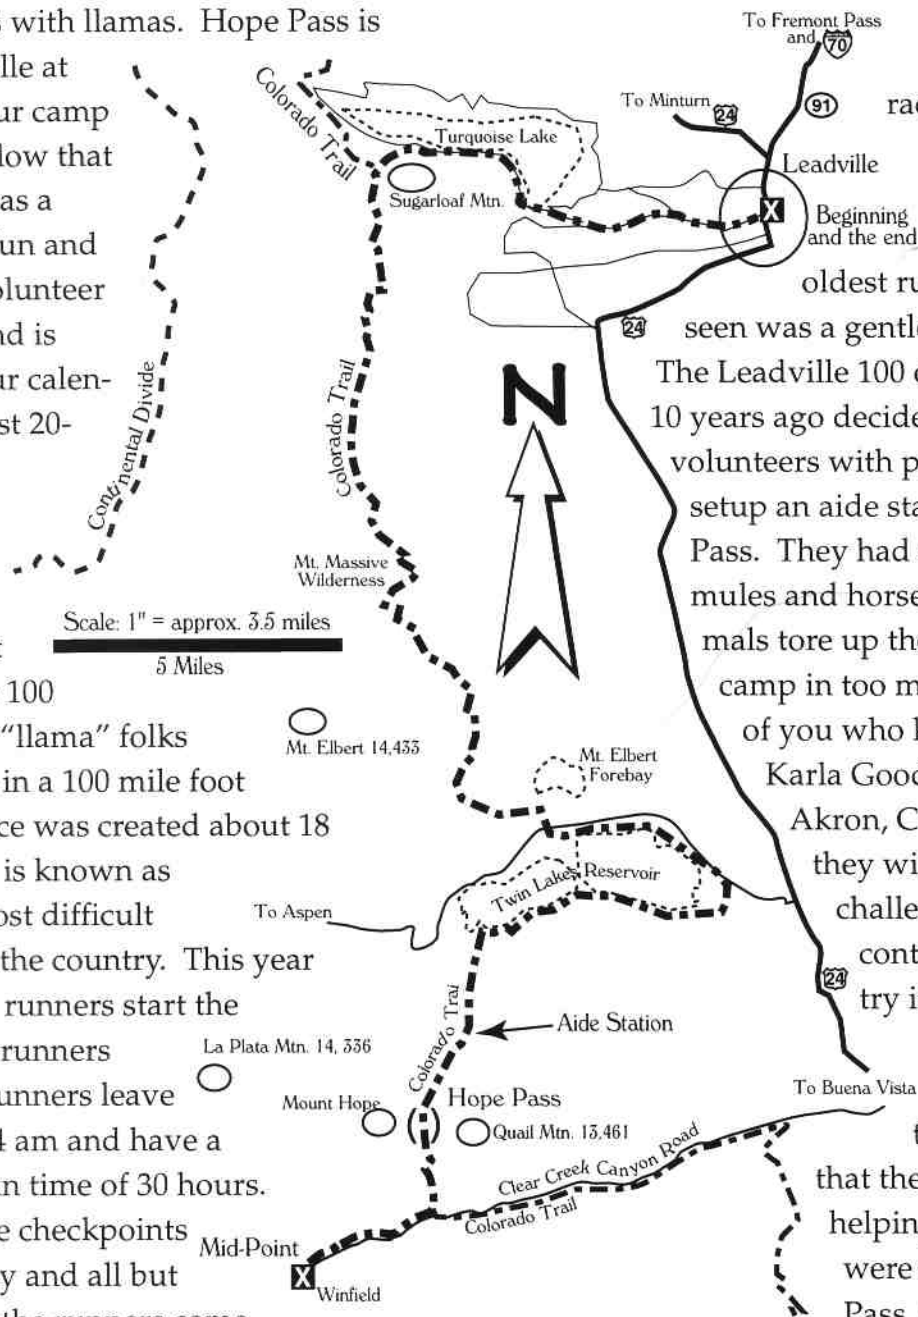 s with llamas. Hope Pass is
lle at
ur camp
low that
as a
un and
olunteer
nd is
ur calen-
st 20-
100
"llama" folks
in a 100 mile foot
ce was created about 18
is known as
ost difficult
the country. This year
runners start the
runners
unners leave
4 am and have a
in time of 30 hours.
e checkpoints
y and all but
To Fremont Pass
and 70
To Minturn 24
91
Leadville
Beginning
and the end
X
Colorado Trail
Turquoise Lake
Sugarloaf Mtn.
24
N
Colorado Trail
Continental Divide
Mt. Massive
Wilderness
Scale: 1" = approx. 3.5 miles
5 Miles
Mt. Elbert 14,433
Mt. Elbert
Forebay
Twin Lakes Reservoir
To Aspen
24
Colorado Trai
Aide Station
La Plata Mtn. 14, 336
Mount Hope
Hope Pass
Quail Mtn. 13,461
To Buena Vista
Clear Creek Canyon Road
Colorado Trail
Mid-Point
X
Winfield
oldest ru
seen was a gentle
The Leadville 100
10 years ago decide
volunteers with p
setup an aide sta
Pass. They had
mules and horse
mals tore up the
camp in too m
of you who
Karla Good
Akron, C
they wi
challe
cont
try i
that the
helpin
were
Pass